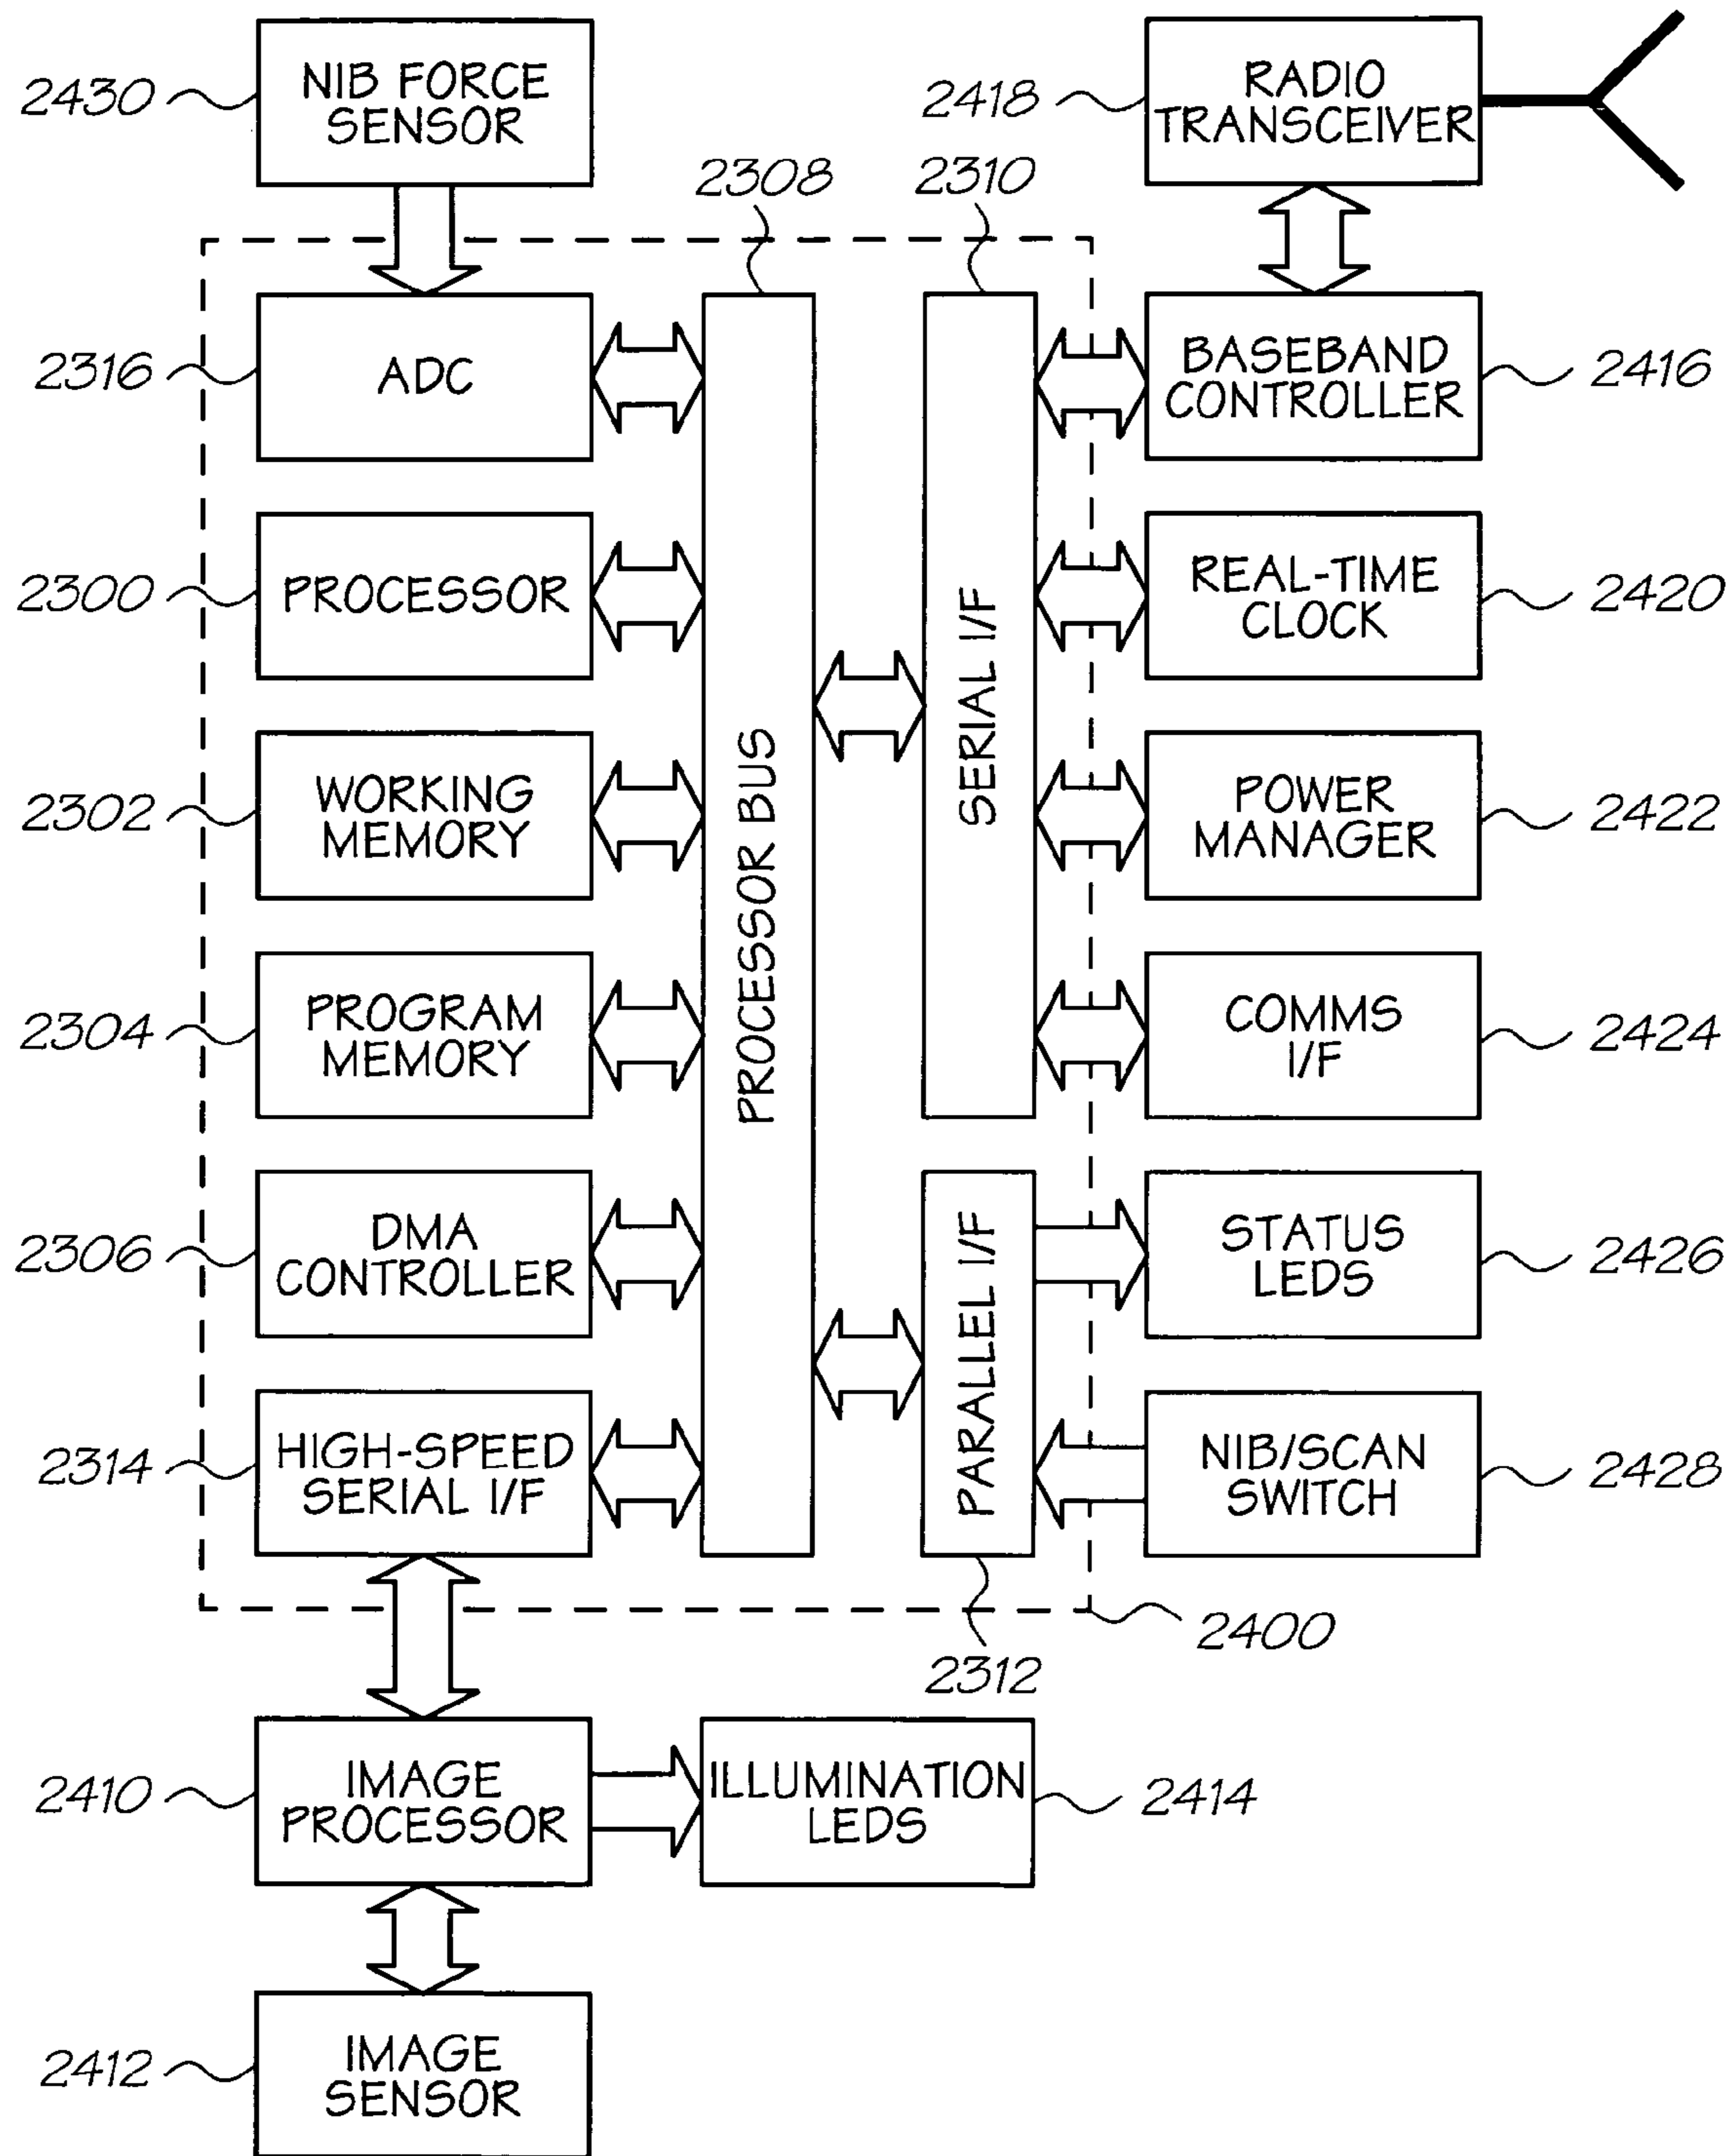 2430
NIB FORCE
SENSOR
2418
RADIO
TRANSCEIVER
2308
2310
2316
ADC
BASEBAND
CONTROLLER
2416
2300
PROCESSOR
REAL-TIME
CLOCK
2420
2302
WORKING
MEMORY
PROCESSOR BUS
SERIAL I/F
POWER
MANAGER
2422
2304
PROGRAM
MEMORY
COMMS
I/F
2424
2306
DMA
CONTROLLER
PARALLEL I/F
STATUS
LEDS
2426
2314
HIGH-SPEED
SERIAL I/F
NIB/SCAN
SWITCH
2428
2400
2312
2410
IMAGE
PROCESSOR
ILLUMINATION
LEDS
2414
2412
IMAGE
SENSOR